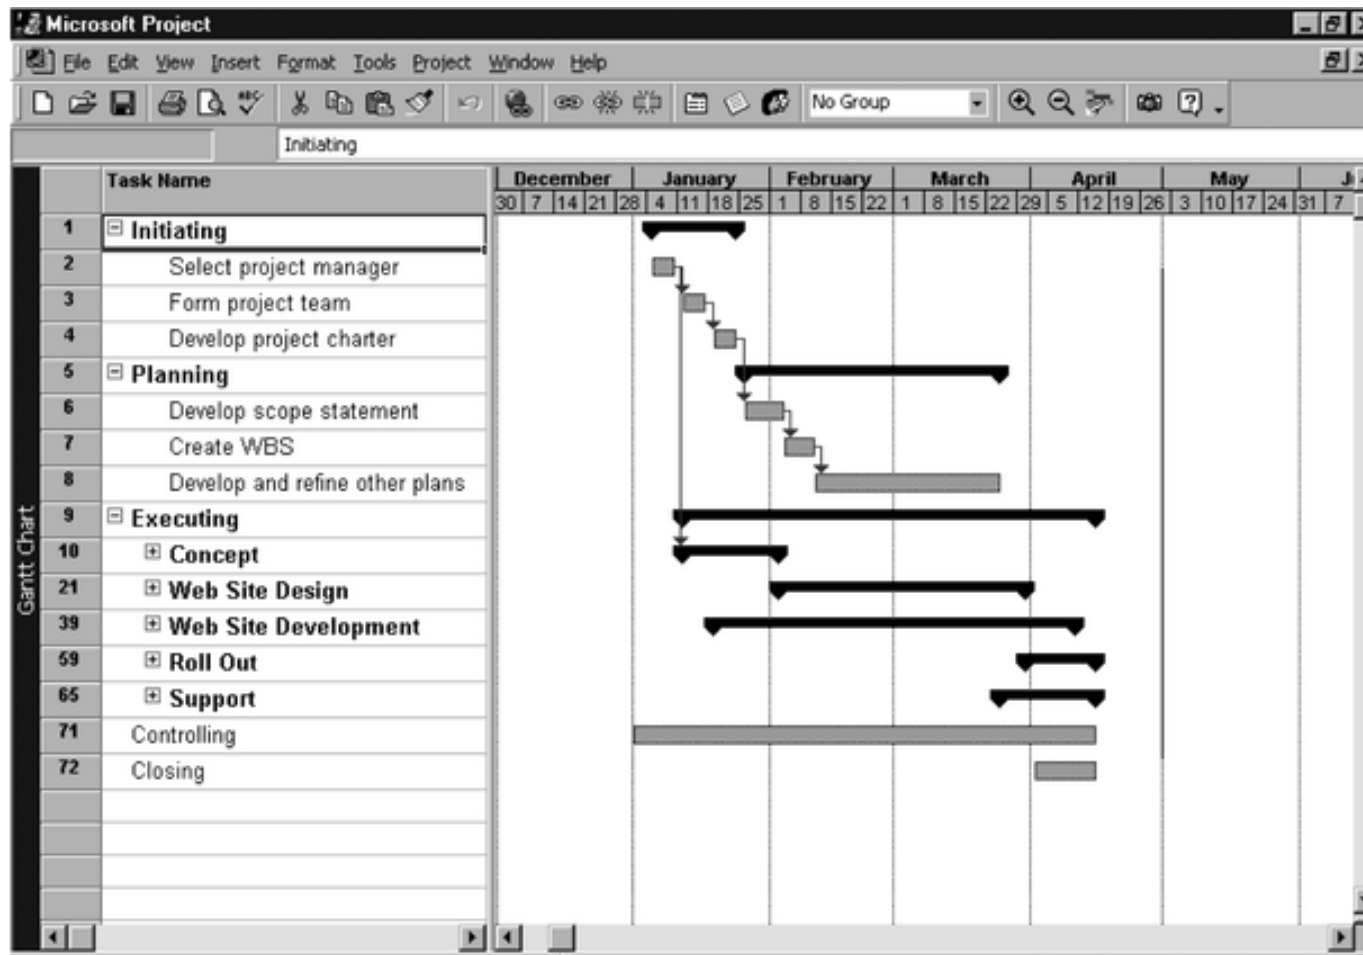 Microsoft Project
File Edit View Insert Format Tools Project Window Help
ABC No Group ?
Initiating
Task Name December January February March April May
30 7 14 21 28 4 11 18 25 1 8 15 22 1 8 15 22 29 5 12 19 26 3 10 17 24 31 7
1 Initiating
2 Select project manager
3 Form project team
4 Develop project charter
5 Planning
6 Develop scope statement
7 Create WBS
8 Develop and refine other plans
9 Executing
10 Concept
21 Web Site Design
39 Web Site Development
59 Roll Out
65 Support
71 Controlling
72 Closing
Gantt Chart